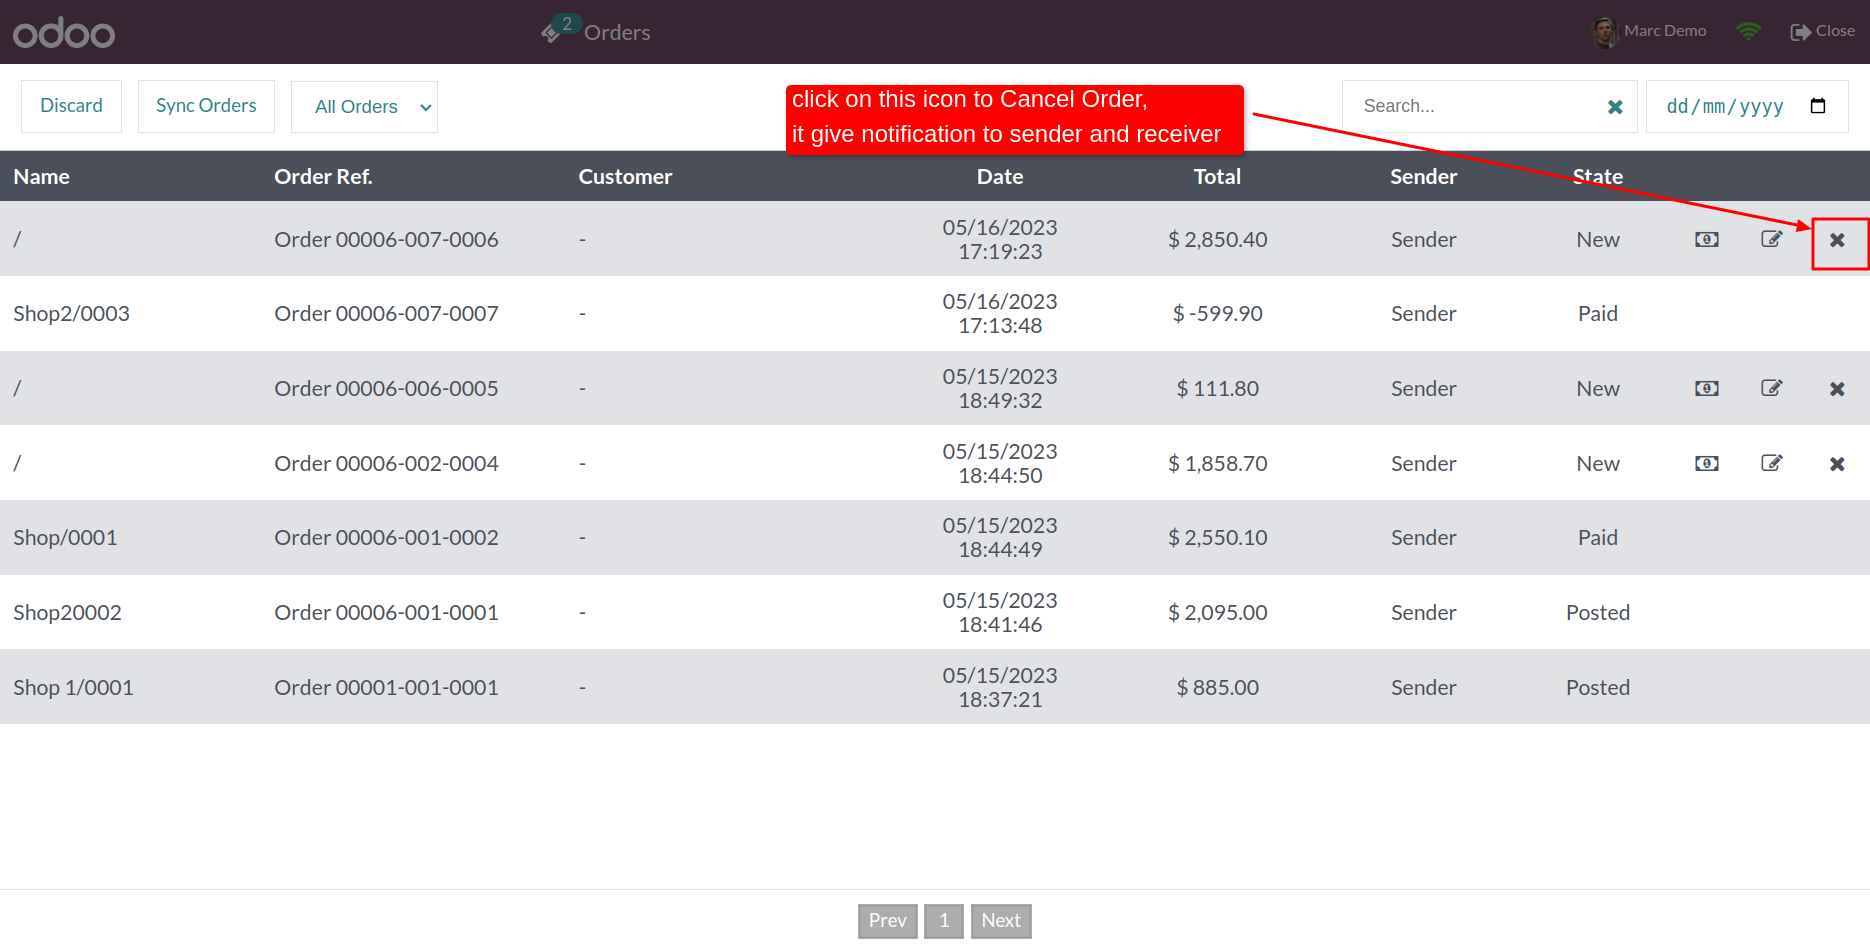 odoo
2 Orders
Marc Demo
Close
Discard
Sync Orders
All Orders
click on this icon to Cancel Order,
it give notification to sender and receiver
Search...
dd/mm/yyyy
Name Order Ref. Customer Date Total Sender State
/ Order 00006-007-0006 - 05/16/2023 17:19:23 $ 2,850.40 Sender New
Shop2/0003 Order 00006-007-0007 - 05/16/2023 17:13:48 $ -599.90 Sender Paid
/ Order 00006-006-0005 - 05/15/2023 18:49:32 $ 111.80 Sender New
/ Order 00006-002-0004 - 05/15/2023 18:44:50 $ 1,858.70 Sender New
Shop/0001 Order 00006-001-0002 - 05/15/2023 18:44:49 $ 2,550.10 Sender Paid
Shop20002 Order 00006-001-0001 - 05/15/2023 18:41:46 $ 2,095.00 Sender Posted
Shop 1/0001 Order 00001-001-0001 - 05/15/2023 18:37:21 $ 885.00 Sender Posted
Prev 1 Next